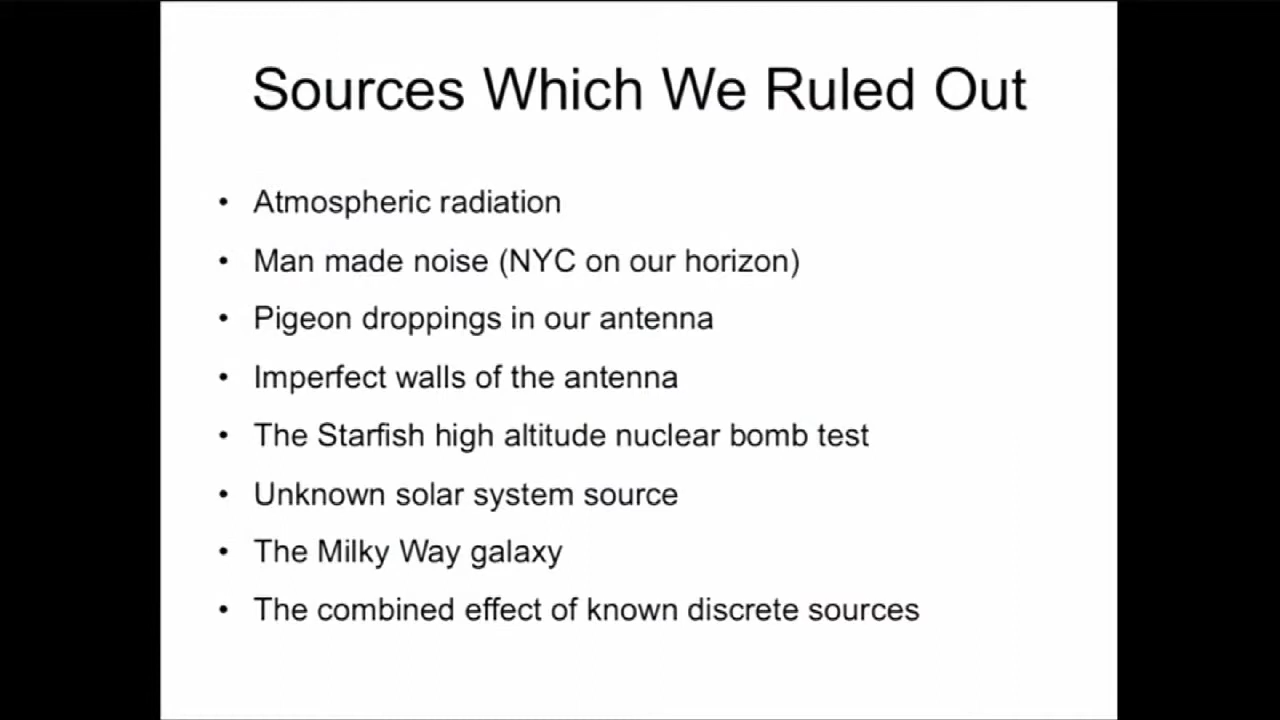 Sources Which We Ruled Out
• Atmospheric radiation
• Man made noise (NYC on our horizon)
• Pigeon droppings in our antenna
• Imperfect walls of the antenna
• The Starfish high altitude nuclear bomb test
• Unknown solar system source
• The Milky Way galaxy
• The combined effect of known discrete sources